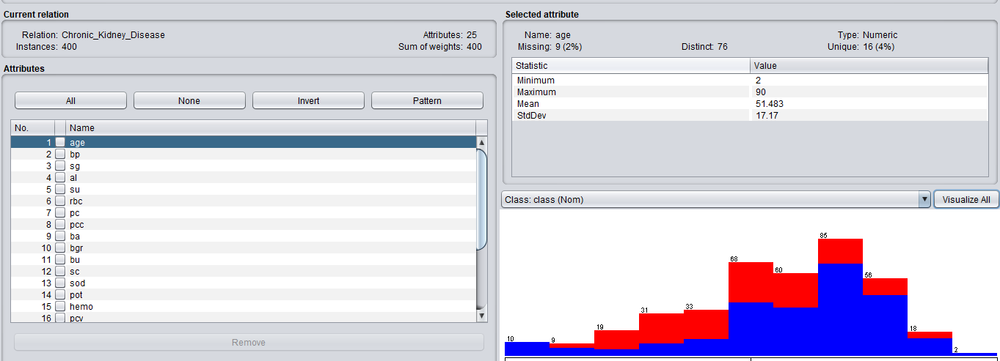 Current relation
Relation: Chronic_Kidney_Disease Attributes: 25
Instances: 400 Sum of weights: 400
Attributes
All None Invert Pattern
No. Name
1 age
2 bp
3 sg
4 al
5 su
6 rbc
7 pc
8 pcc
9 ba
10 bgr
11 bu
12 sc
13 sod
14 pot
15 hemo
16 pcv
Remove
Selected attribute
Name: age Type: Numeric
Missing: 9 (2%) Distinct: 76 Unique: 16 (4%)
Statistic Value
Minimum 2
Maximum 90
Mean 51.483
StdDev 17.17
Class: class (Nom) Visualize All
10 9 19 31 33 68 60 85 56 18 2